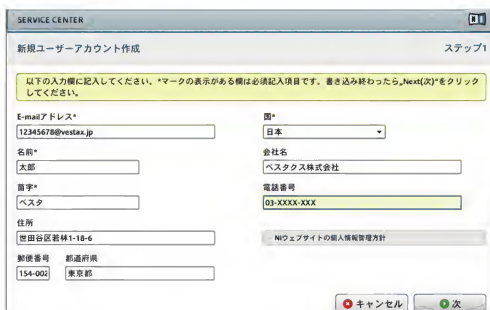 SERVICE CENTER
新規ユーザーアカウント作成
ステップ1
以下の入力欄に記入してください。*マークの表示がある欄は必須記入項目です。書き込み終わったら„Next(次)“をクリック
してください。
E-mailアドレス*
国*
12345678@vestax.jp
日本
名前*
会社名
太郎
ベスタクス株式会社
苗字*
電話番号
ベスタ
03-XXXX-XXX
住所
世田谷区若林1-18-6
NIウェブサイトの個人情報管理方針
郵便番号 都道府県
154-002
東京都
キャンセル
次